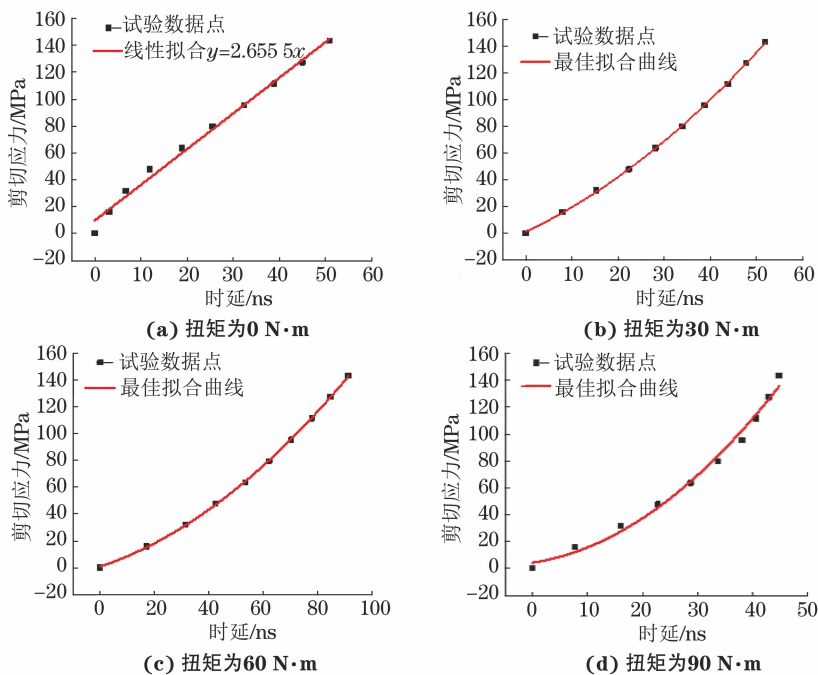 160
140
120
100
80
60
40
20
0
−20
剪切应力/MPa
试验数据点
线性拟合y=2.655 5x
0 10 20 30 40 50 60
时延/ns
(a) 扭矩为0 N·m
160
140
120
100
80
60
40
20
0
−20
剪切应力/MPa
试验数据点
最佳拟合曲线
0 10 20 30 40 50 60
时延/ns
(b) 扭矩为30 N·m
160
140
120
100
80
60
40
20
0
−20
剪切应力/MPa
试验数据点
最佳拟合曲线
0 20 40 60 80 100
时延/ns
(c) 扭矩为60 N·m
160
140
120
100
80
60
40
20
0
−20
剪切应力/MPa
试验数据点
最佳拟合曲线
0 10 20 30 40 50
时延/ns
(d) 扭矩为90 N·m